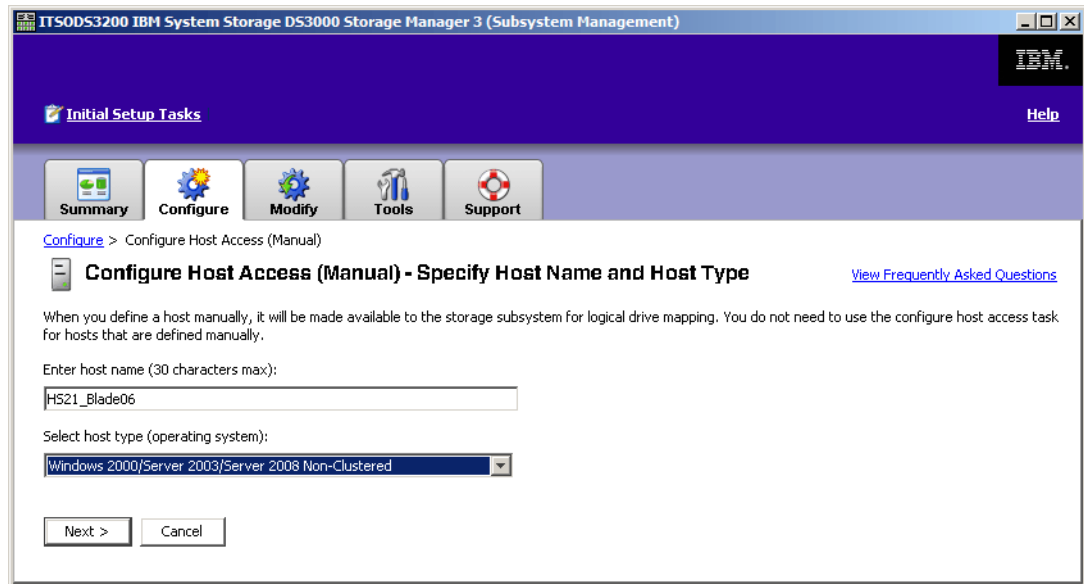 ITSODS3200 IBM System Storage DS3000 Storage Manager 3 (Subsystem Management)
IBM.
Initial Setup Tasks
Help
Summary
Configure
Modify
Tools
Support
Configure > Configure Host Access (Manual)
Configure Host Access (Manual) - Specify Host Name and Host Type
View Frequently Asked Questions
When you define a host manually, it will be made available to the storage subsystem for logical drive mapping. You do not need to use the configure host access task
for hosts that are defined manually.
Enter host name (30 characters max):
HS21_Blade06
Select host type (operating system):
Windows 2000/Server 2003/Server 2008 Non-Clustered
Next >
Cancel